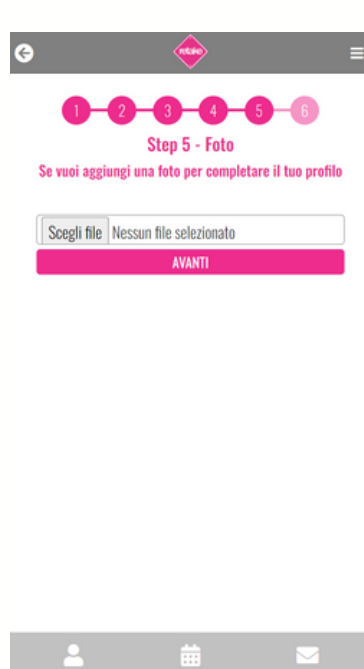 retake
1 2 3 4 5 6
Step 5 - Foto
Se vuoi aggiungi una foto per completare il tuo profilo
Scegli file Nessun file selezionato
AVANTI